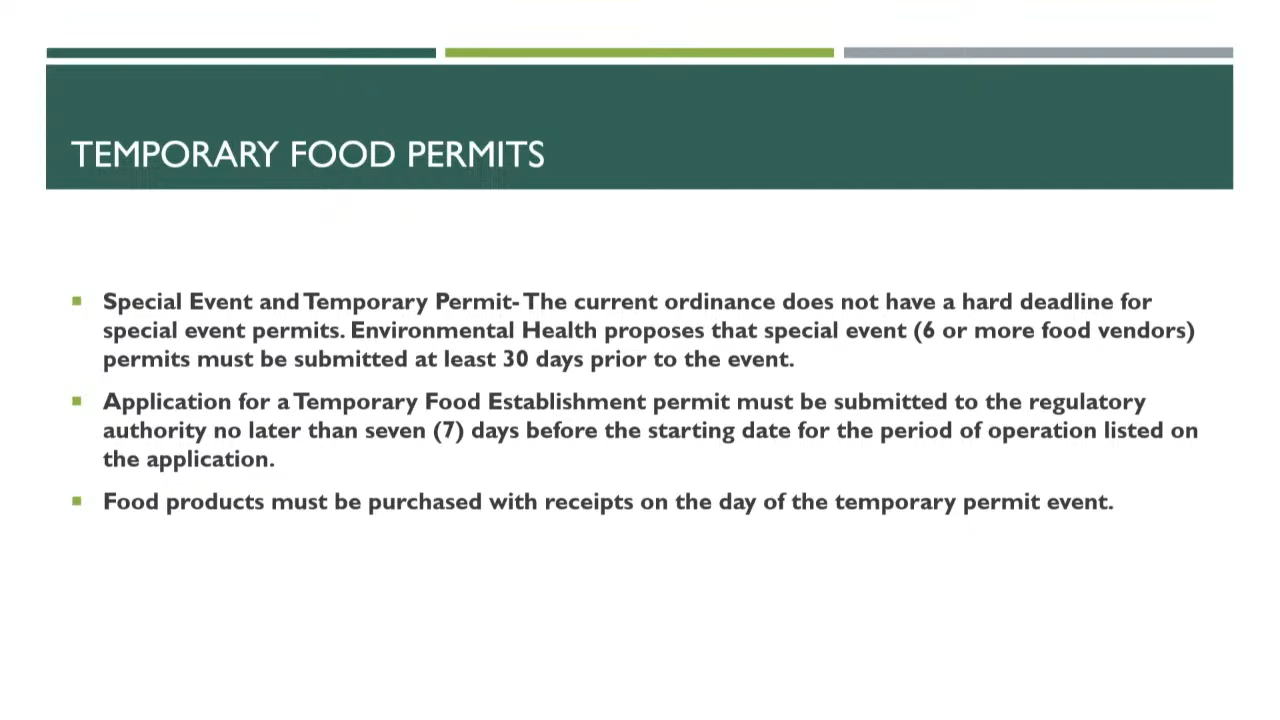 TEMPORARY FOOD PERMITS
Special Event and Temporary Permit- The current ordinance does not have a hard deadline for
special event permits. Environmental Health proposes that special event (6 or more food vendors)
permits must be submitted at least 30 days prior to the event.
Application for a Temporary Food Establishment permit must be submitted to the regulatory
authority no later than seven (7) days before the starting date for the period of operation listed on
the application.
Food products must be purchased with receipts on the day of the temporary permit event.